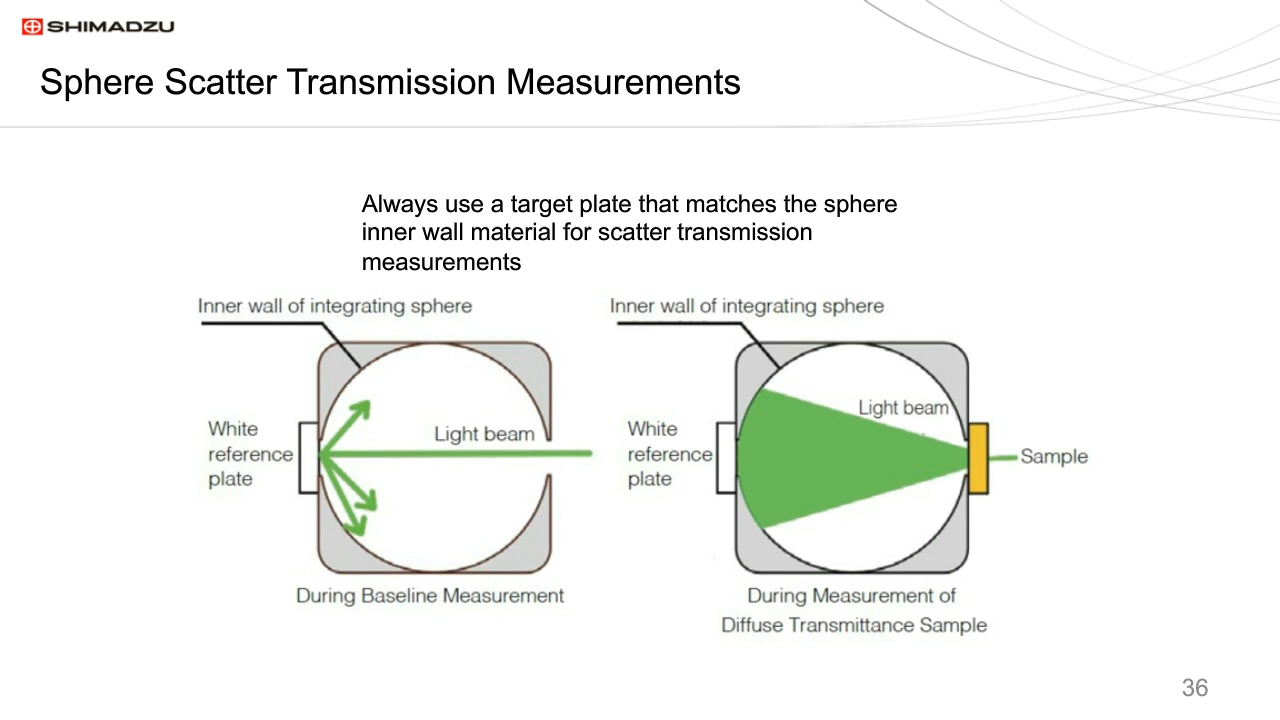 SHIMADZU
Sphere Scatter Transmission Measurements
Always use a target plate that matches the sphere
inner wall material for scatter transmission
measurements
Inner wall of integrating sphere
White
reference
plate
Light beam
During Baseline Measurement
Inner wall of integrating sphere
White
reference
plate
Light beam
Sample
During Measurement of
Diffuse Transmittance Sample
36